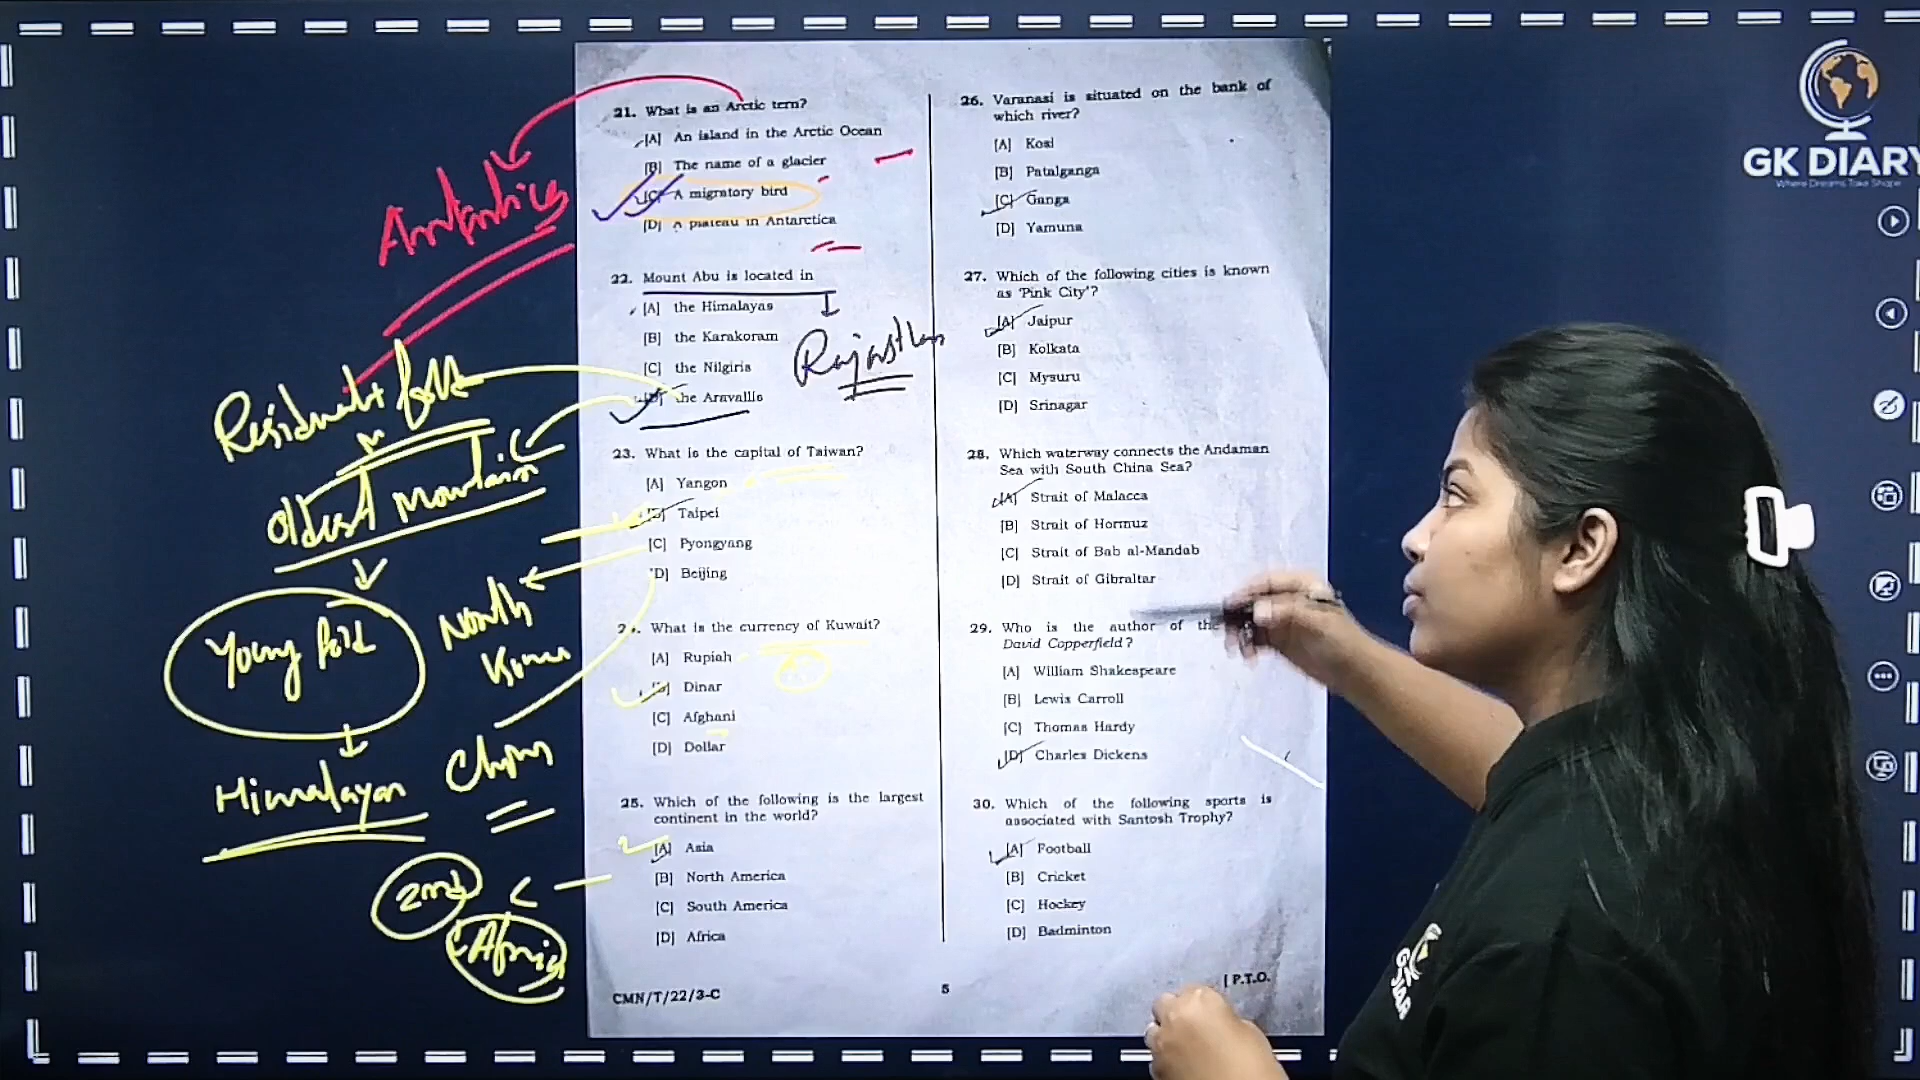 21. What is an Arctic tern?
[A] An island in the Arctic Ocean
[B] The name of a glacier
[C] A migratory bird
[D] A plateau in Antarctica
22. Mount Abu is located in
[A] the Himalayas
[B] the Karakoram
[C] the Nilgiris
[D] the Aravallis
23. What is the capital of Taiwan?
[A] Yangon
[B] Taipei
[C] Pyongyang
[D] Beijing
24. What is the currency of Kuwait?
[A] Rupiah
[B] Dinar
[C] Afghani
[D] Dollar
25. Which of the following is the largest
continent in the world?
[A] Asia
[B] North America
[C] South America
[D] Africa
CMN/T/22/3-C
26. Varanasi is situated on the bank of
which river?
[A] Kosi
[B] Patalganga
[C] Ganga
[D] Yamuna
27. Which of the following cities is known
as 'Pink City'?
[A] Jaipur
[B] Kolkata
[C] Mysuru
[D] Srinagar
28. Which waterway connects the Andaman
Sea with South China Sea?
[A] Strait of Malacca
[B] Strait of Hormuz
[C] Strait of Bab al-Mandab
[D] Strait of Gibraltar
29. Who is the author of the
David Copperfield?
[A] William Shakespeare
[B] Lewis Carroll
[C] Thomas Hardy
[D] Charles Dickens
30. Which of the following sports is
associated with Santosh Trophy?
[A] Football
[B] Cricket
[C] Hockey
[D] Badminton
5
[ P.T.O.
Rajasthan
oldest Mountain
Young fold
Himalayan
North
2nd
GK DIARY
Where Dreams Take Shape